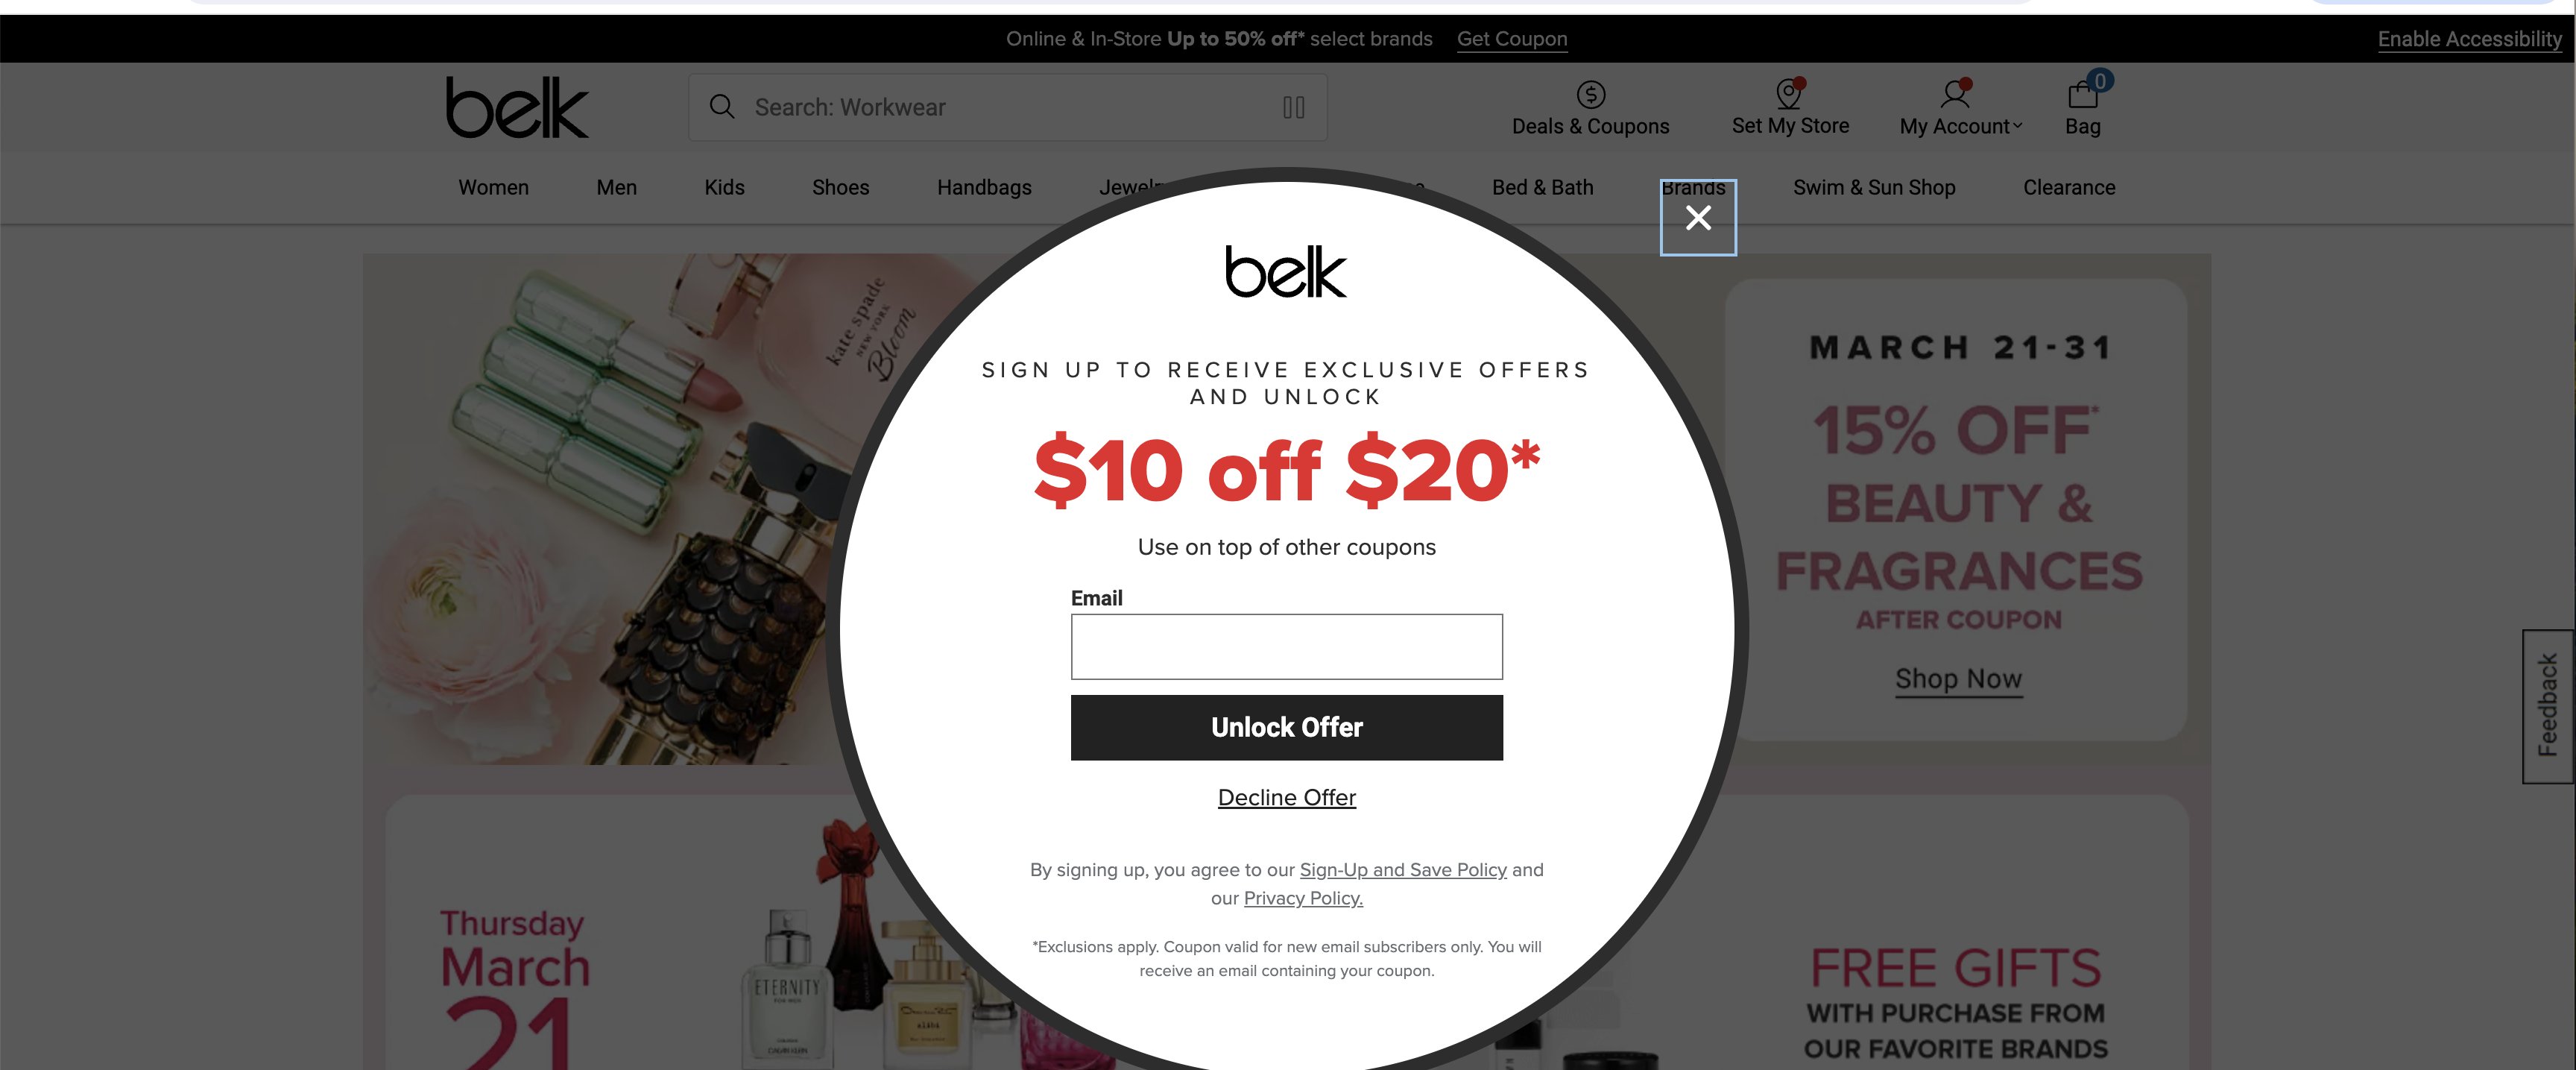 Online & In-Store Up to 50% off* select brands Get Coupon
Enable Accessibility
belk
Search: Workwear
Deals & Coupons
Set My Store
My Account
0
Bag
Women Men Kids Shoes Handbags
Bed & Bath Brands Swim & Sun Shop Clearance
kate spade
NEW YORK
Bloom
belk
SIGN UP TO RECEIVE EXCLUSIVE OFFERS
AND UNLOCK
$10 off $20*
Use on top of other coupons
Email
Unlock Offer
Decline Offer
By signing up, you agree to our Sign-Up and Save Policy and
our Privacy Policy.
*Exclusions apply. Coupon valid for new email subscribers only. You will
receive an email containing your coupon.
MARCH 21-31
15% OFF*
BEAUTY &
FRAGRANCES
AFTER COUPON
Shop Now
Feedback
Thursday
March
21
ETERNITY
FOR MEN
CALVIN KLEIN
FREE GIFTS
WITH PURCHASE FROM
OUR FAVORITE BRANDS